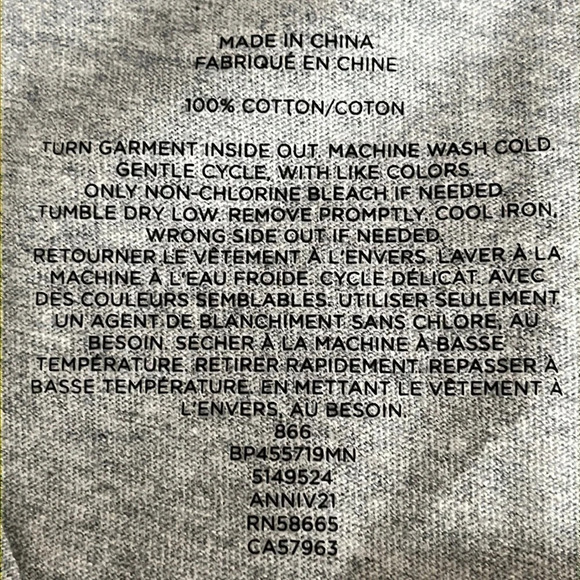 MADE IN CHINA
FABRIQUÉ EN CHINE
100% COTTON/COTON
TURN GARMENT INSIDE OUT. MACHINE WASH COLD.
GENTLE CYCLE, WITH LIKE COLORS.
ONLY NON-CHLORINE BLEACH IF NEEDED.
TUMBLE DRY LOW. REMOVE PROMPTLY. COOL IRON,
WRONG SIDE OUT IF NEEDED.
RETOURNER LE VÊTEMENT À L'ENVERS. LAVER À LA
MACHINE À L'EAU FROIDE. CYCLE DÉLICAT. AVEC
DES COULEURS SEMBLABLES. UTILISER SEULEMENT
UN AGENT DE BLANCHIMENT SANS CHLORE, AU
BESOIN. SÉCHER À LA MACHINE À BASSE
TEMPÉRATURE. RETIRER RAPIDEMENT. REPASSER À
BASSE TEMPÉRATURE. EN METTANT LE VÊTEMENT À
L'ENVERS, AU BESOIN.
866
BP455719MN
5149524
ANNIV21
RN58665
CA57963